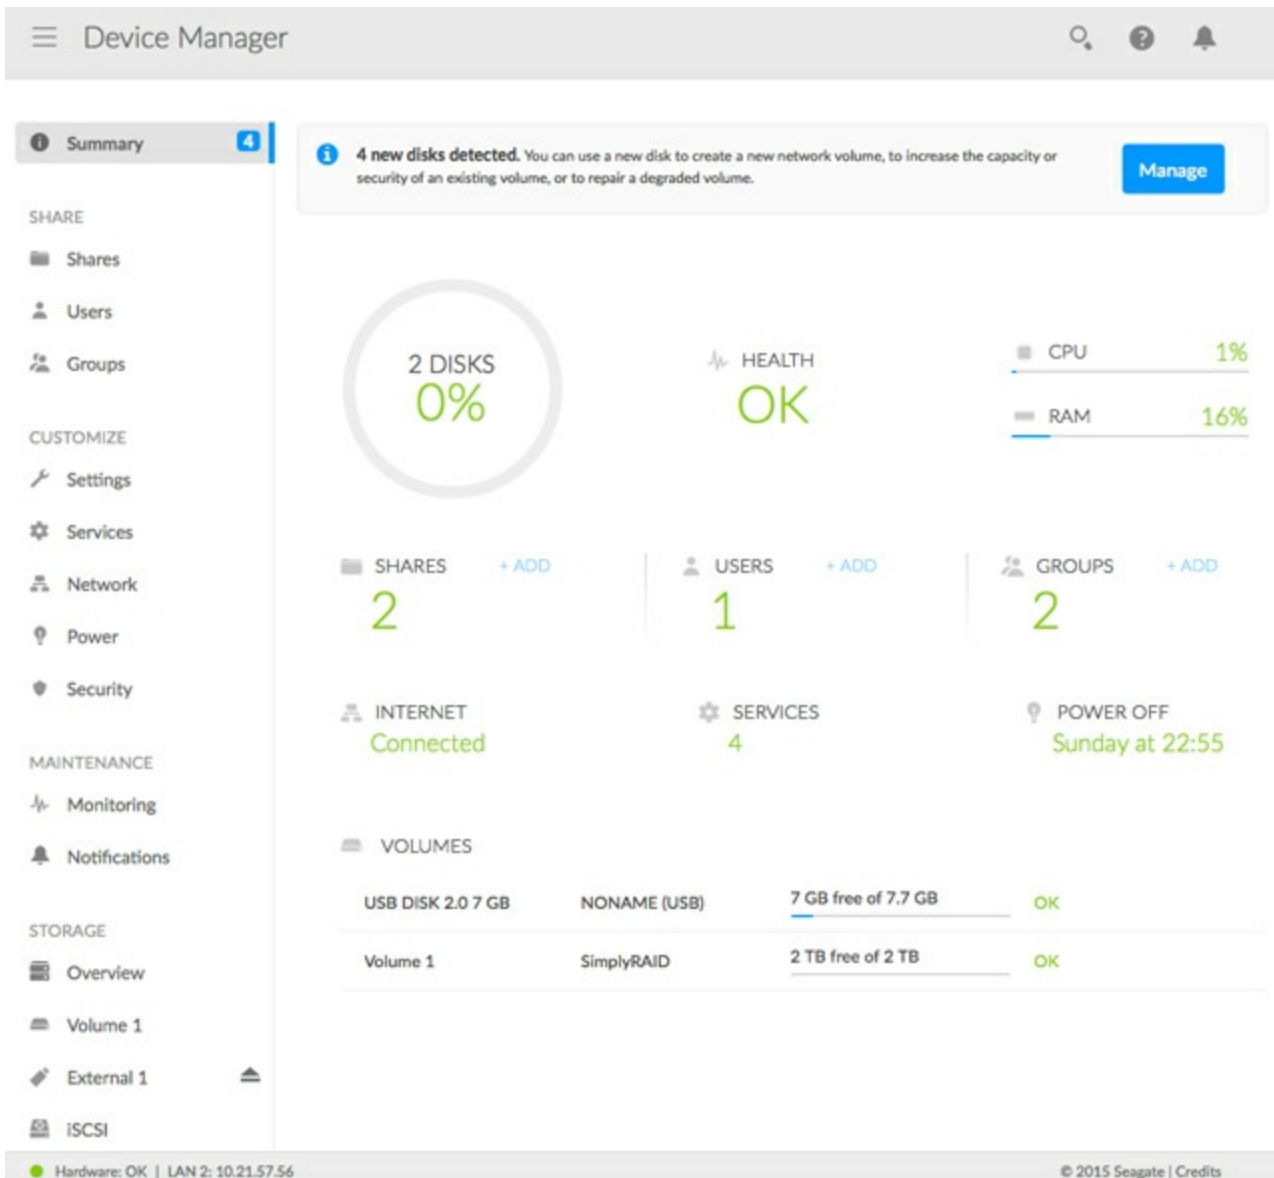 Device Manager
Summary
4
SHARE
Shares
Users
Groups
CUSTOMIZE
Settings
Services
Network
Power
Security
MAINTENANCE
Monitoring
Notifications
STORAGE
Overview
Volume 1
External 1
iSCSI
4 new disks detected. You can use a new disk to create a new network volume, to increase the capacity or
security of an existing volume, or to repair a degraded volume.
Manage
2 DISKS
0%
HEALTH
OK
CPU 1%
RAM 16%
SHARES + ADD
2
USERS + ADD
1
GROUPS + ADD
2
INTERNET
Connected
SERVICES
4
POWER OFF
Sunday at 22:55
VOLUMES
USB DISK 2.0 7 GB NONAME (USB) 7 GB free of 7.7 GB OK
Volume 1 SimplyRAID 2 TB free of 2 TB OK
Hardware: OK | LAN 2: 10.21.57.56
© 2015 Seagate | Credits